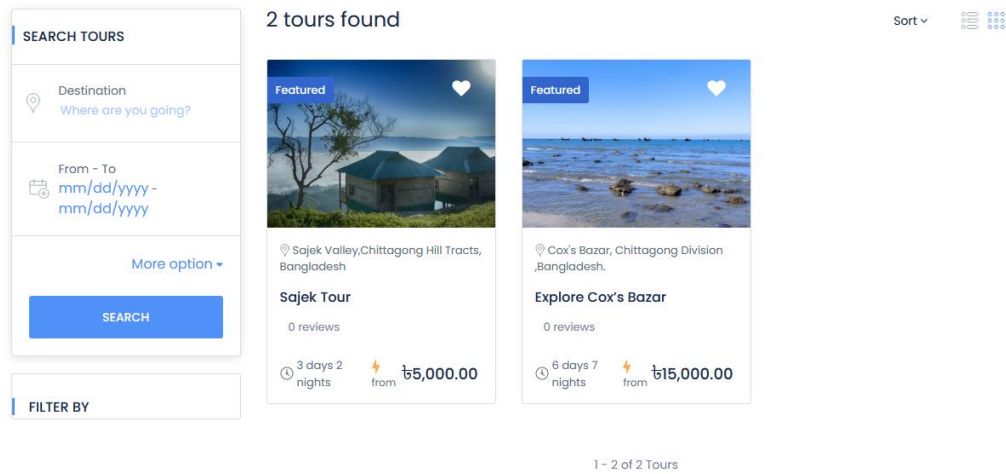 SEARCH TOURS
Destination
Where are you going?
From - To
mm/dd/yyyy -
mm/dd/yyyy
More option
SEARCH
FILTER BY
2 tours found
Sort
Featured
Sajek Valley,Chittagong Hill Tracts,
Bangladesh
Sajek Tour
0 reviews
3 days 2
nights
from ৳5,000.00
Featured
Cox's Bazar, Chittagong Division
,Bangladesh.
Explore Cox’s Bazar
0 reviews
6 days 7
nights
from ৳15,000.00
1 - 2 of 2 Tours